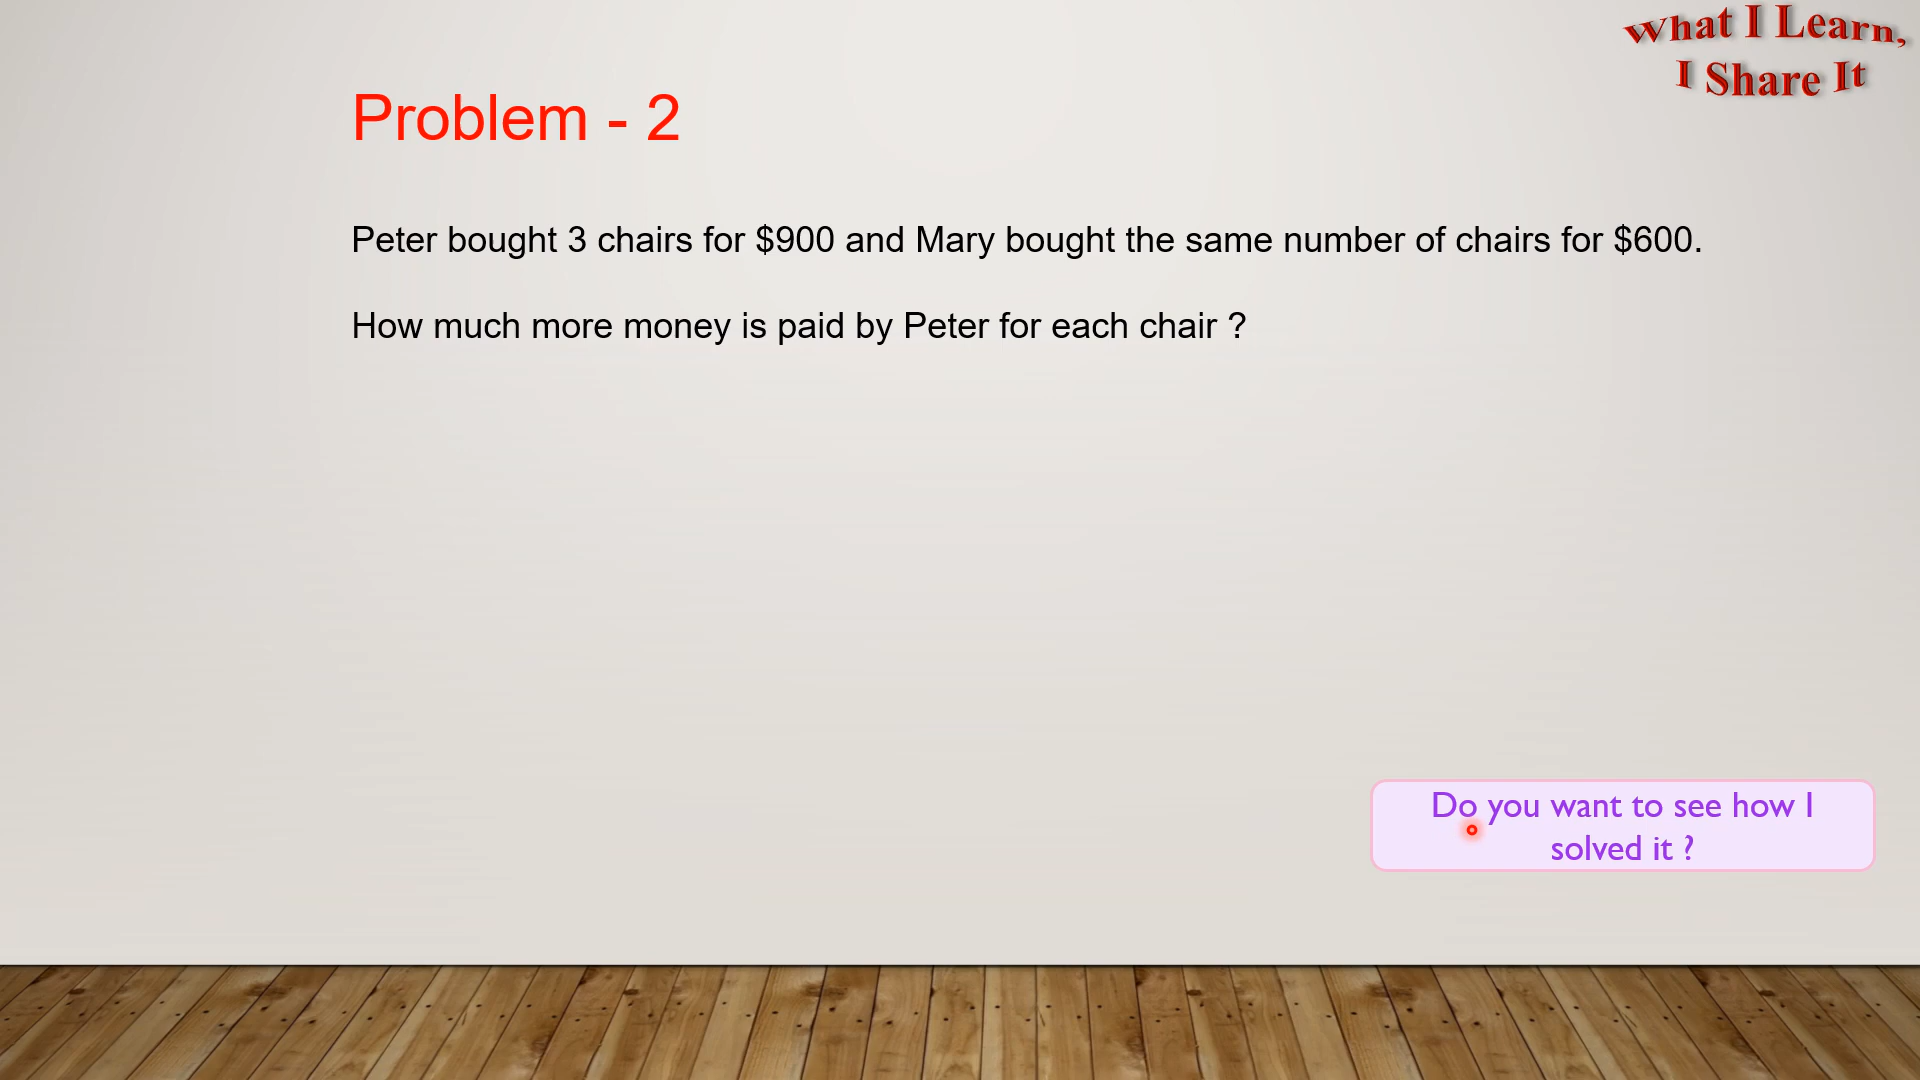 What I Learn,
I Share It
Problem - 2
Peter bought 3 chairs for $900 and Mary bought the same number of chairs for $600.
How much more money is paid by Peter for each chair ?
Do you want to see how I
solved it ?